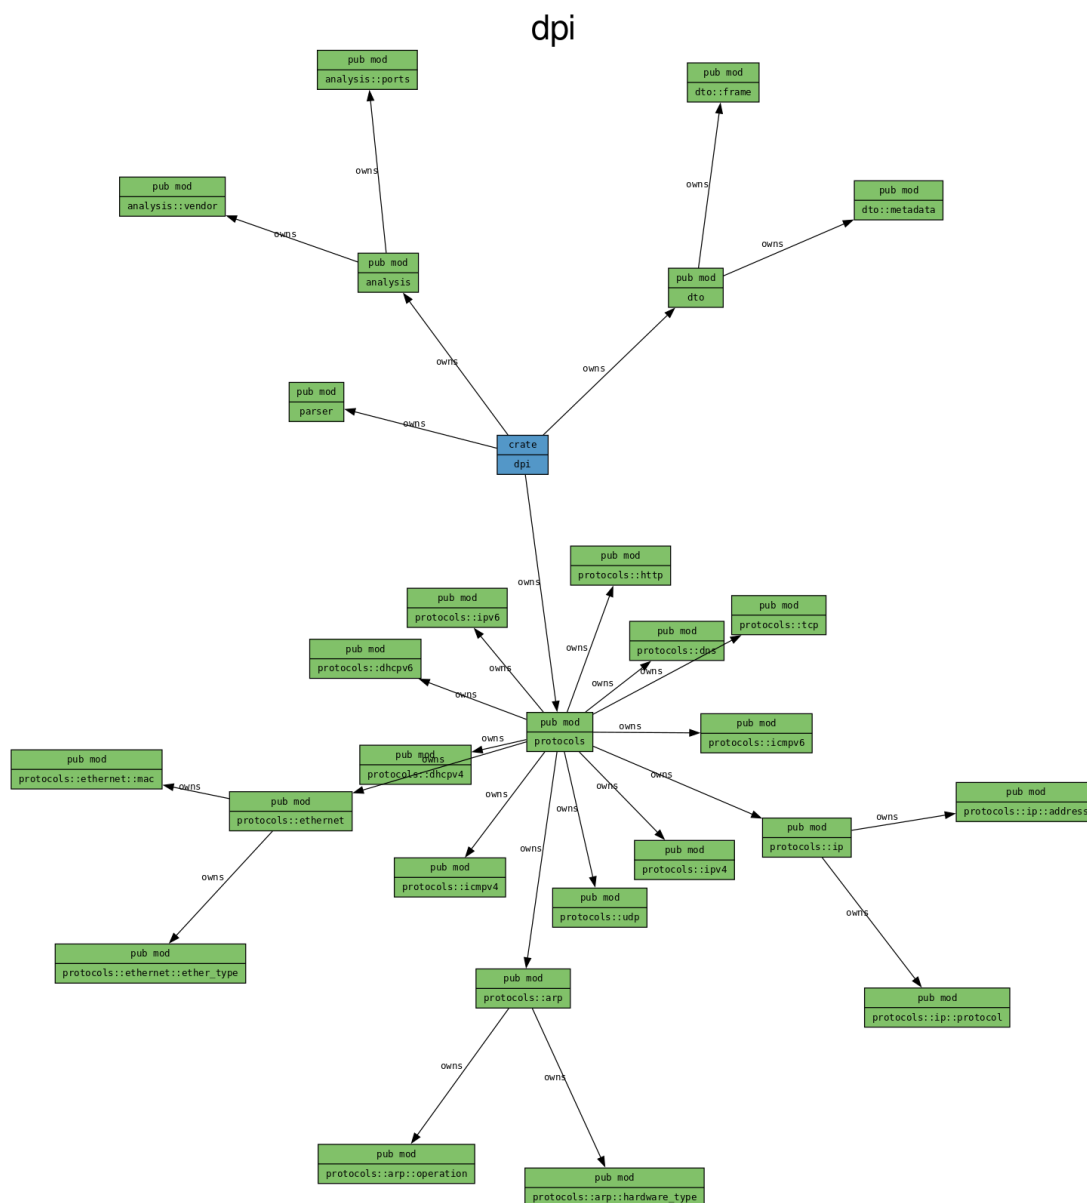 dpi
pub mod
analysis::ports
pub mod
dto::frame
owns
owns
pub mod
analysis::vendor
pub mod
dto::metadata
owns
owns
pub mod
analysis
pub mod
dto
owns
owns
pub mod
parser
owns
crate
dpi
owns
pub mod
protocols::http
pub mod
protocols::ipv6
pub mod
protocols::tcp
pub mod
protocols::dns
pub mod
protocols::dhcpv6
owns
owns
owns
owns
owns
pub mod
protocols
owns
pub mod
protocols::icmpv6
owns
owns
pub mod
protocols::dhcpv4
pub mod
protocols::ethernet::mac
owns
pub mod
protocols::ethernet
owns
owns
owns
owns
owns
pub mod
protocols::ip
owns
pub mod
protocols::ip::address
pub mod
protocols::icmpv4
pub mod
protocols::ipv4
pub mod
protocols::udp
owns
owns
pub mod
protocols::ethernet::ether_type
pub mod
protocols::arp
pub mod
protocols::ip::protocol
owns
owns
pub mod
protocols::arp::operation
pub mod
protocols::arp::hardware_type